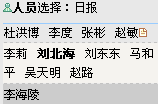 人员选择：日报
杜洪博 李度 张彬 赵敏
李莉 刘北海 刘东东 马和
平 吴天明 赵路
李海陵